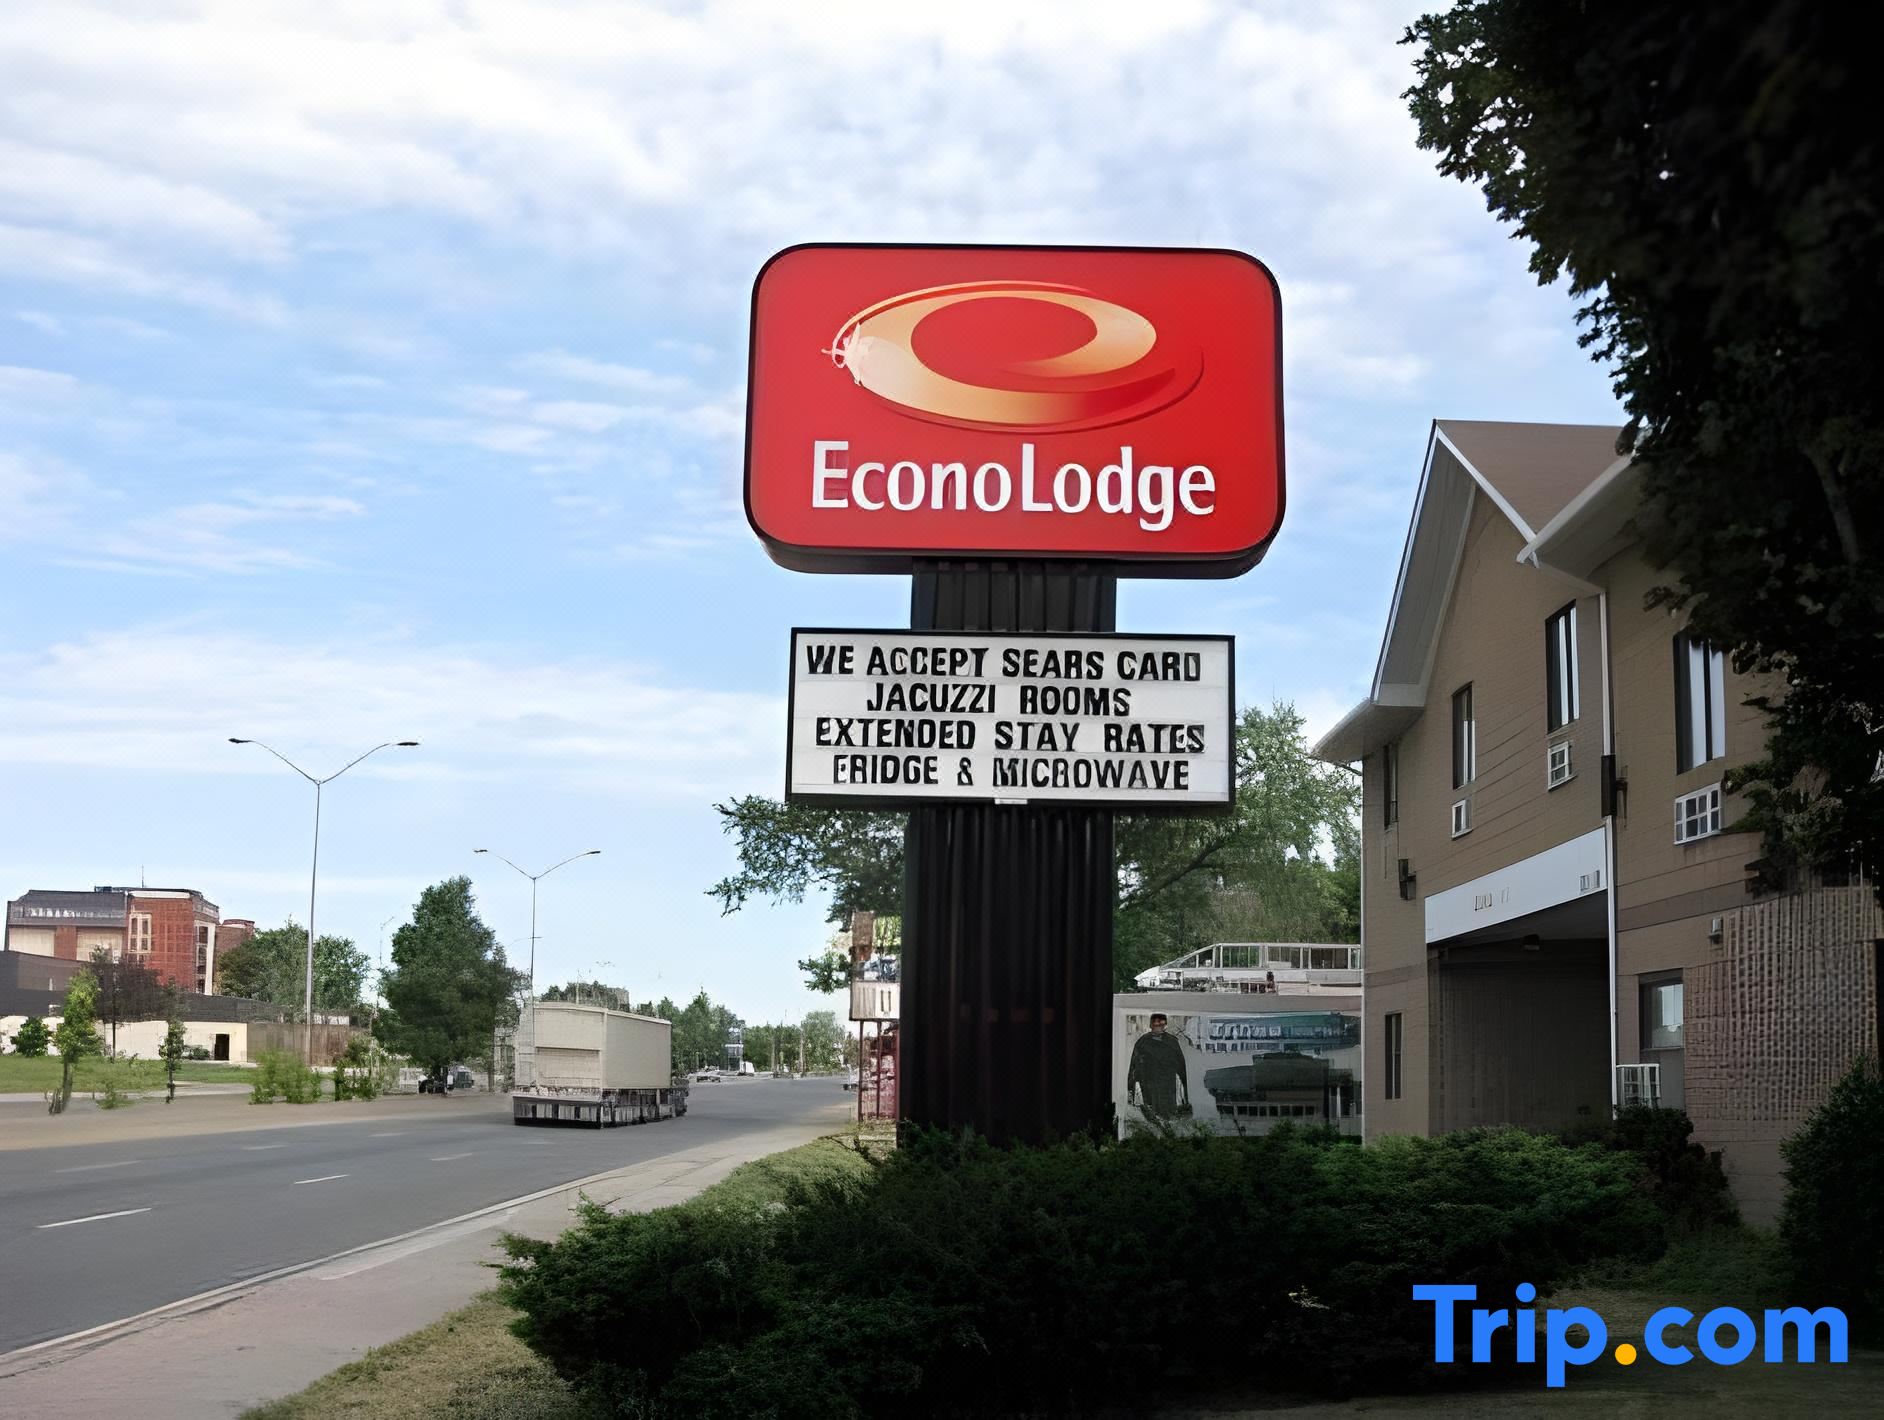 EconoLodge
WE ACCEPT SEARS CARD
JACUZZI ROOMS
EXTENDED STAY RATES
FRIDGE & MICROWAVE
Trip.com